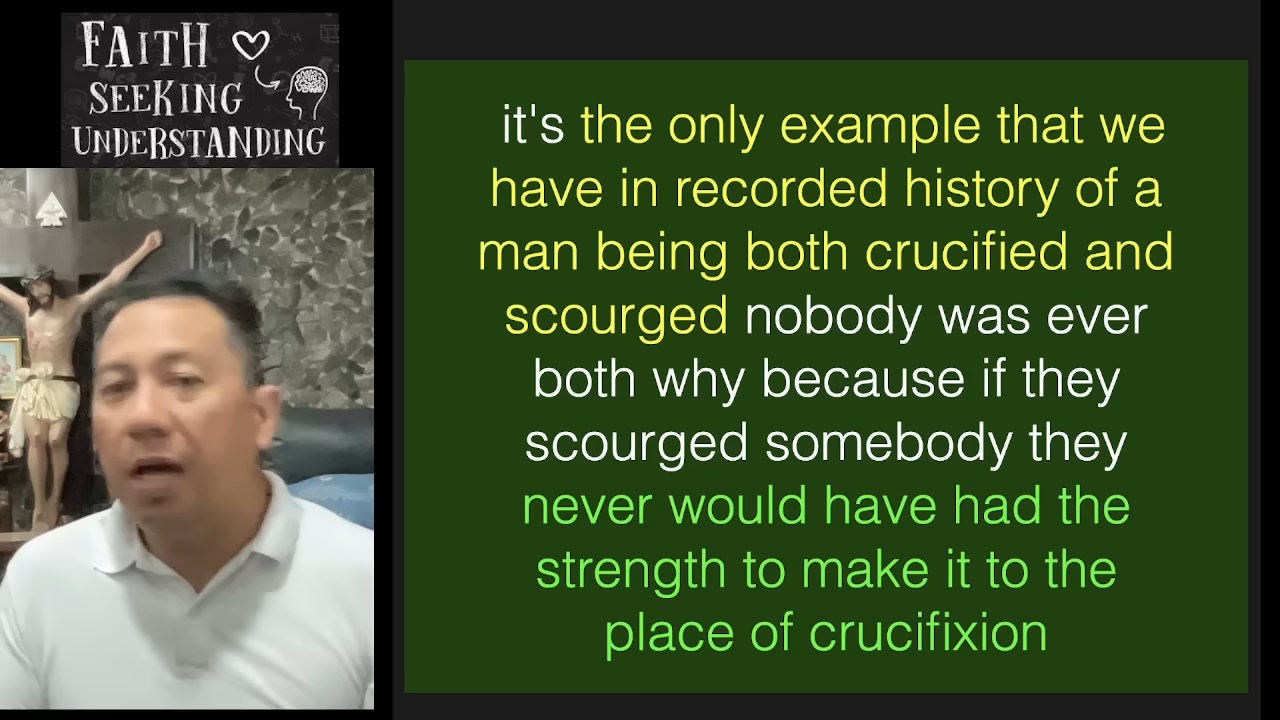 FAITH
SEEKING
UNDERSTANDING
it's the only example that we
have in recorded history of a
man being both crucified and
scourged nobody was ever
both why because if they
scourged somebody they
never would have had the
strength to make it to the
place of crucifixion